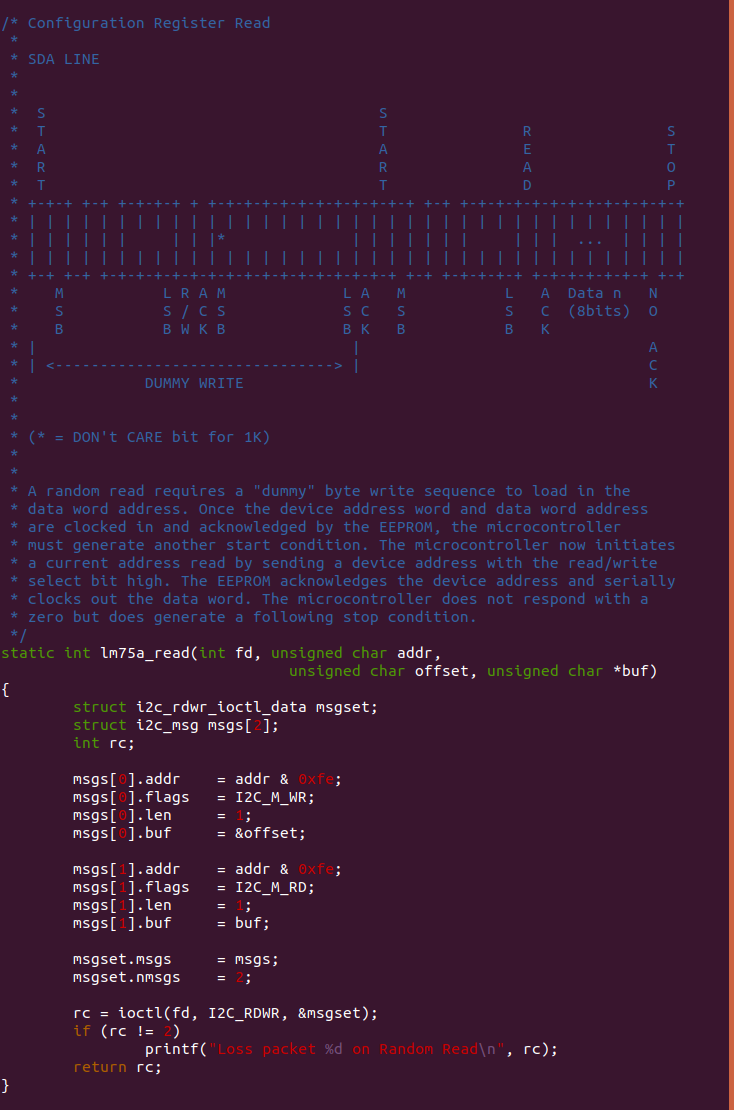 /* Configuration Register Read
 *
 * SDA LINE
 *
 *
 *  S                                     S
 *  T                                     T               R               S
 *  A                                     A               E               T
 *  R                                     R               A               O
 *  T                                     T               D               P
 * +-+-+ +-+ +-+-+-+ + +-+-+-+-+-+-+-+-+-+-+-+ +-+ +-+-+-+-+-+-+-+-+-+-+-+-+
 * | | | | | | | | | | | | | | | | | | | | | | | | | | | | | | | | | | | | |
 * | | | | | |     | | |*              | | | | | | |     | | |  ...  | | | |
 * | | | | | | | | | | | | | | | | | | | | | | | | | | | | | | | | | | | | |
 * +-+ +-+ +-+-+-+-+-+-+-+-+-+-+-+-+-+-+-+-+ +-+ +-+-+-+-+ +-+-+-+-+-+-+ +-+
 *    M           L R A M             L A   M           L   A  Data n   N
 *    S           S / C S             S C   S           S   C  (8bits)  O
 *    B           B W K B             B K   B           B   K
 * |                                   |                                A
 * | <-------------------------------> |                                C
 *              DUMMY WRITE                                             K
 *
 *
 * (* = DON't CARE bit for 1K)
 *
 *
 * A random read requires a "dummy" byte write sequence to load in the
 * data word address. Once the device address word and data word address
 * are clocked in and acknowledged by the EEPROM, the microcontroller
 * must generate another start condition. The microcontroller now initiates
 * a current address read by sending a device address with the read/write
 * select bit high. The EEPROM acknowledges the device address and serially
 * clocks out the data word. The microcontroller does not respond with a
 * zero but does generate a following stop condition.
 */
static int lm75a_read(int fd, unsigned char addr,
                                unsigned char offset, unsigned char *buf)
{
        struct i2c_rdwr_ioctl_data msgset;
        struct i2c_msg msgs[2];
        int rc;

        msgs[0].addr    = addr & 0xfe;
        msgs[0].flags   = I2C_M_WR;
        msgs[0].len     = 1;
        msgs[0].buf     = &offset;

        msgs[1].addr    = addr & 0xfe;
        msgs[1].flags   = I2C_M_RD;
        msgs[1].len     = 1;
        msgs[1].buf     = buf;

        msgset.msgs     = msgs;
        msgset.nmsgs    = 2;

        rc = ioctl(fd, I2C_RDWR, &msgset);
        if (rc != 2)
                printf("Loss packet %d on Random Read\n", rc);
        return rc;
}